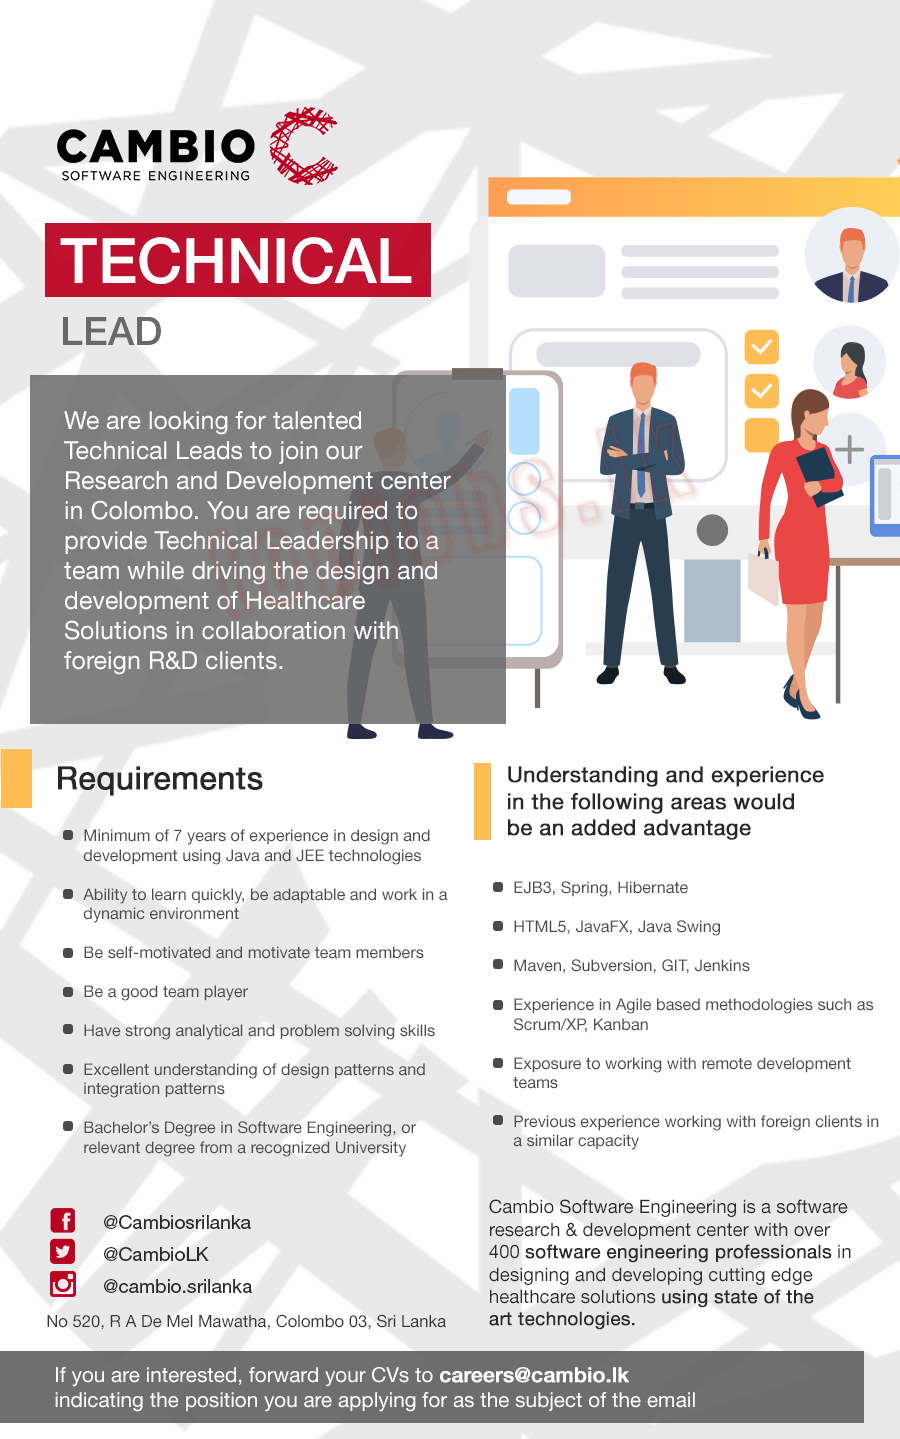 CAMBIO
SOFTWARE ENGINEERING
TECHNICAL
LEAD
We are looking for talented
Technical Leads to join our
Research and Development center
in Colombo. You are required to
provide Technical Leadership to a
team while driving the design and
development of Healthcare
Solutions in collaboration with
foreign R&D clients.
Requirements
Minimum of 7 years of experience in design and
development using Java and JEE technologies
Ability to learn quickly, be adaptable and work in a
dynamic environment
Be self-motivated and motivate team members
Be a good team player
Have strong analytical and problem solving skills
Excellent understanding of design patterns and
integration patterns
Bachelor's Degree in Software Engineering, or
relevant degree from a recognized University
Understanding and experience
in the following areas would
be an added advantage
EJB3, Spring, Hibernate
HTML5, JavaFX, Java Swing
Maven, Subversion, GIT, Jenkins
Experience in Agile based methodologies such as
Scrum/XP, Kanban
Exposure to working with remote development
teams
Previous experience working with foreign clients in
a similar capacity
@Cambiosrilanka
@CambioLK
@cambio.srilanka
No 520, R A De Mel Mawatha, Colombo 03, Sri Lanka
Cambio Software Engineering is a software
research & development center with over
400 software engineering professionals in
designing and developing cutting edge
healthcare solutions using state of the
art technologies.
If you are interested, forward your CVs to careers@cambio.lk
indicating the position you are applying for as the subject of the email